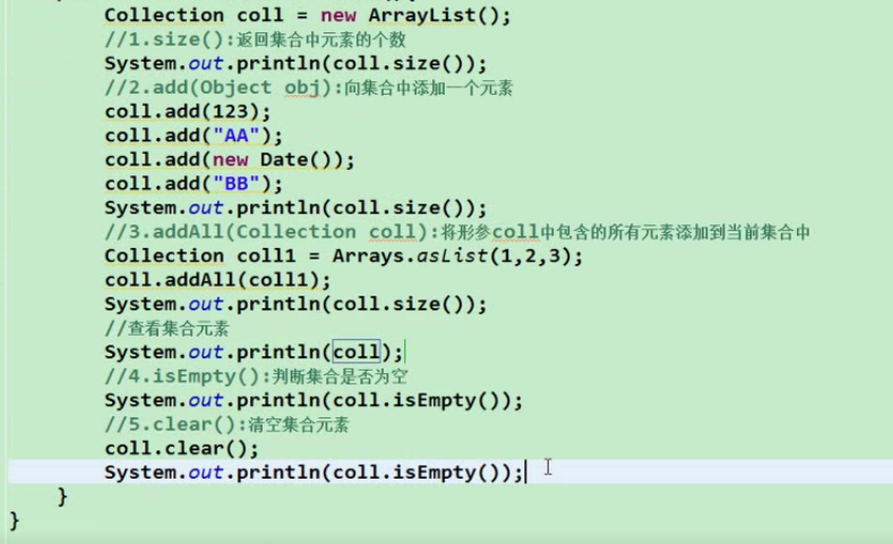 Collection coll = new ArrayList();
//1.size():返回集合中元素的个数
System.out.println(coll.size());
//2.add(Object obj):向集合中添加一个元素
coll.add(123);
coll.add("AA");
coll.add(new Date());
coll.add("BB");
System.out.println(coll.size());
//3.addAll(Collection coll):将形参coll中包含的所有元素添加到当前集合中
Collection coll1 = Arrays.asList(1,2,3);
coll.addAll(coll1);
System.out.println(coll.size());
//查看集合元素
System.out.println(coll);
//4.isEmpty():判断集合是否为空
System.out.println(coll.isEmpty());
//5.clear():清空集合元素
coll.clear();
System.out.println(coll.isEmpty());
}
}